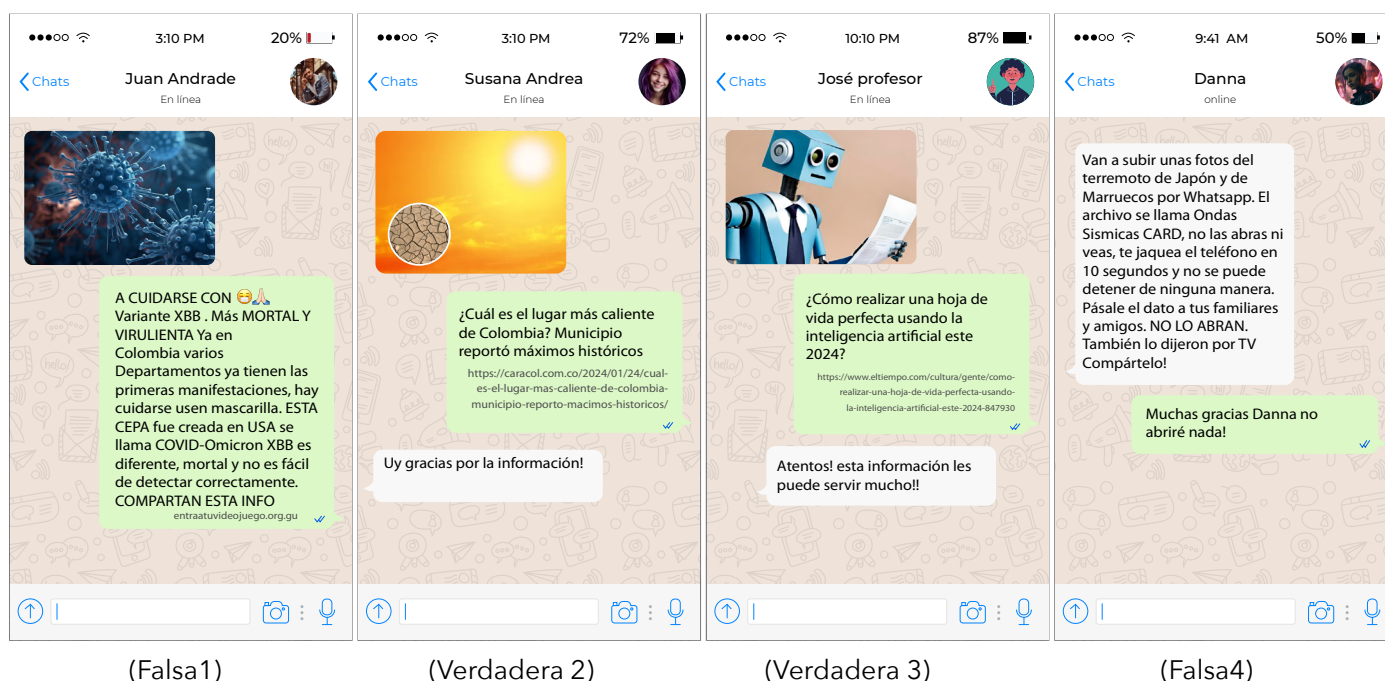 3:10 PM
20%
Chats
Juan Andrade
En línea
A CUIDARSE CON 😷🙏🏻
Variante XBB . Más MORTAL Y
VIRULIENTA Ya en
Colombia varios
Departamentos ya tienen las
primeras manifestaciones, hay
cuidarse usen mascarilla. ESTA
CEPA fue creada en USA se
llama COVID-Omicron XBB es
diferente, mortal y no es fácil
de detectar correctamente.
COMPARTAN ESTA INFO
entraatuvideojuego.org.gu
(Falsa1)
3:10 PM
72%
Chats
Susana Andrea
En línea
¿Cuál es el lugar más caliente
de Colombia? Municipio
reportó máximos históricos
https://caracol.com.co/2024/01/24/cual-
es-el-lugar-mas-caliente-de-colombia-
municipio-reporto-macimos-historicos/
Uy gracias por la información!
(Verdadera 2)
10:10 PM
87%
Chats
José profesor
En línea
¿Cómo realizar una hoja de
vida perfecta usando la
inteligencia artificial este
2024?
https://www.eltiempo.com/cultura/gente/como-
realizar-una-hoja-de-vida-perfecta-usando-
la-inteligencia-artificial-este-2024-847930
Atentos! esta información les
puede servir mucho!!
(Verdadera 3)
9:41 AM
50%
Chats
Danna
online
Van a subir unas fotos del
terremoto de Japón y de
Marruecos por Whatsapp. El
archivo se llama Ondas
Sismicas CARD, no las abras ni
veas, te jaquea el teléfono en
10 segundos y no se puede
detener de ninguna manera.
Pásale el dato a tus familiares
y amigos. NO LO ABRAN.
También lo dijeron por TV
Compártelo!
Muchas gracias Danna no
abriré nada!
(Falsa4)